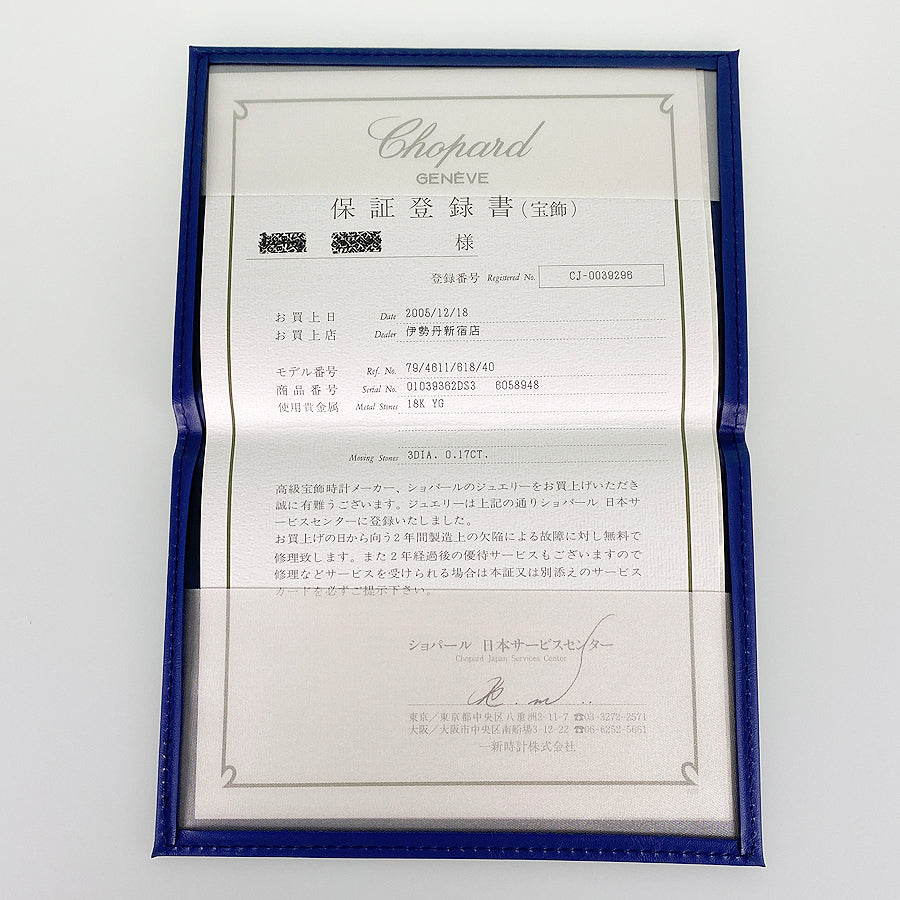 Chopard
GENÈVE
保証登録書(宝飾)
様
登録番号 Registered No. CJ-0039296
お買上日 Date 2005/12/18
お買上店 Dealer 伊勢丹新宿店
モデル番号 Ref. No. 79/4611/618/40
商品番号 Serial No. 01039362DS3 6058948
使用貴金属 Metal Stones 18K YG
Moving Stones 3DIA. 0.17CT.
高級宝飾時計メーカー、ショパールのジュエリーをお買上げいただき
誠に有難うございます。ジュエリーは上記の通りショパール 日本サ
ービスセンターに登録いたしました。
お買上げの日から向う2年間製造上の欠陥による故障に対し無料で
修理致します。また2年経過後の優待サービスもございますので
修理などサービスを受けられる場合は本証又は別添えのサービス
カードを必ずご提示下さい。
ショパール 日本サービスセンター
Chopard Japan Services Center
東京／東京都中央区八重洲2-11-7 ☎03-3272-2571
大阪／大阪市中央区南船場3-12-22 ☎06-6252-5661
一新時計株式会社